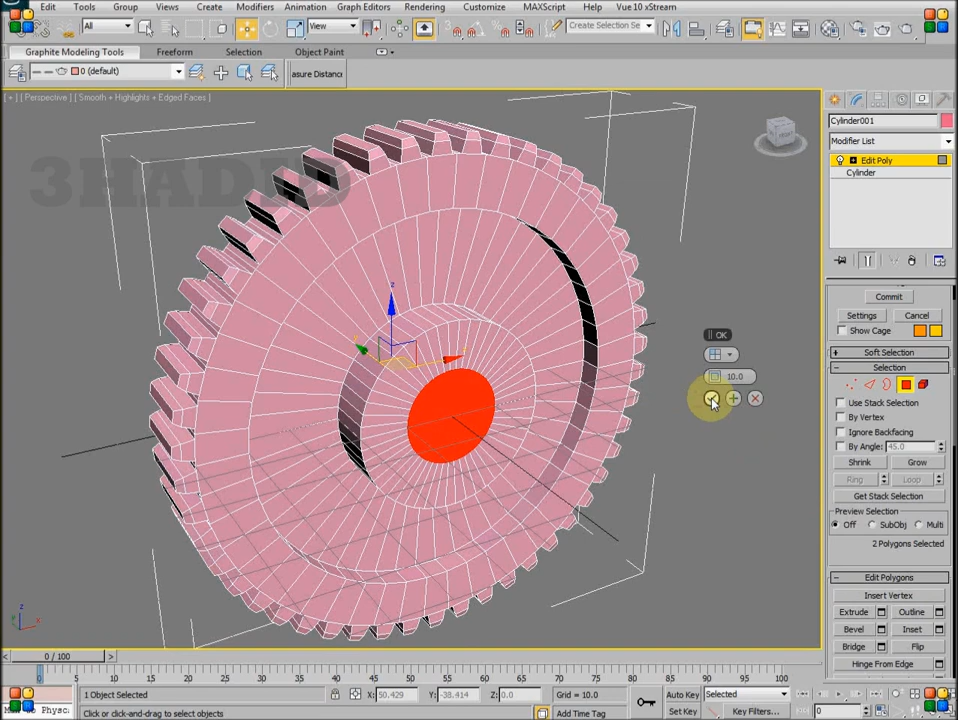 Edit Tools Group Views Create Modifiers Animation Graph Editors Rendering Customize MAXScript Help Vue 10 xStream
All View Create Selection Se
Graphite Modeling Tools Freeform Selection Object Paint
0 (default) asure Distanc
[ + ] [ Perspective ] [ Smooth + Highlights + Edged Faces ]
Cylinder001
Modifier List
Edit Poly
Cylinder
3HADED
Commit
Settings Cancel
Show Cage
Soft Selection
Selection
Use Stack Selection
By Vertex
Ignore Backfacing
By Angle: 45.0
Shrink Grow
Ring Loop
Get Stack Selection
Preview Selection
Off SubObj Multi
2 Polygons Selected
Edit Polygons
Insert Vertex
Extrude Outline
Bevel Inset
Bridge Flip
Hinge From Edge
OK
10.0
z
x
0 / 100
0 5 10 15 20 25 30 35 40 45 50 55 60 65 70 75 80 85 90 95 100
1 Object Selected X: 50.429 Y: -38.414 Z: 0.0 Grid = 10.0 Auto Key Selected
Click or click-and-drag to select objects Add Time Tag Set Key Key Filters... 0